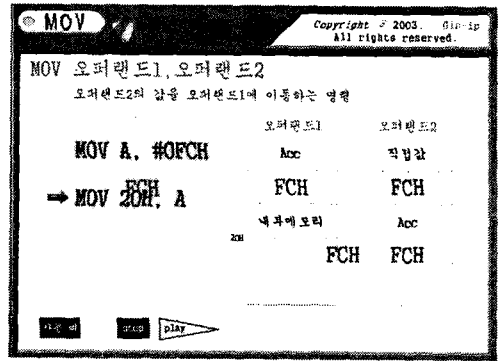 MOV
Copyright 2003.
All rights reserved.
MOV 오퍼랜드1,오퍼랜드2
오퍼랜드2의 값을 오퍼랜드1에 이동하는 명령
오퍼랜드1 오퍼랜드2
MOV A, #0FCH Acc 직접값
FCH
⇒ MOV 20H, A FCH FCH
내부메모리 Acc
20H
FCH FCH
stop play